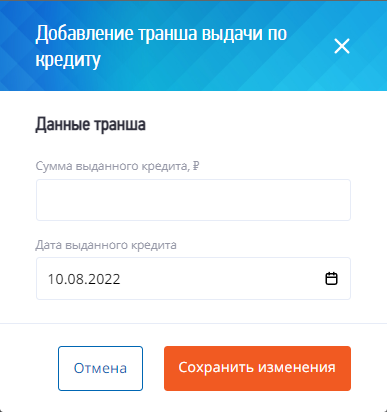 Добавление транша выдачи по
кредиту
Данные транша
Сумма выданного кредита, ₽
Дата выданного кредита
10.08.2022
Отмена
Сохранить изменения